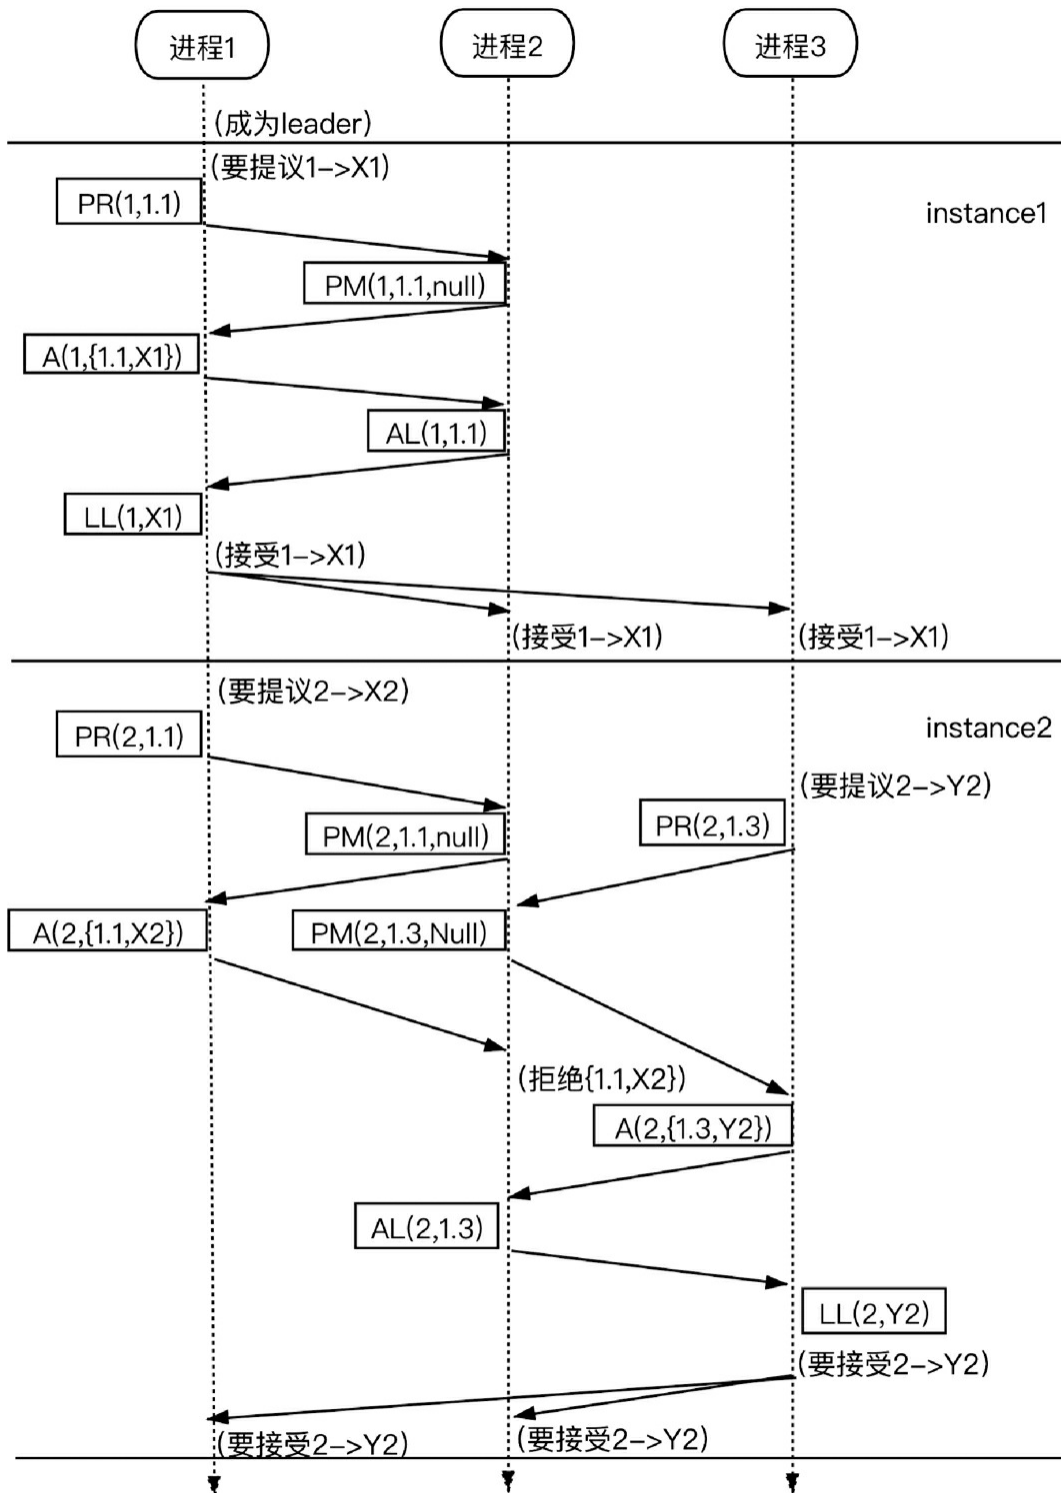 进程1
进程2
进程3
(成为leader)
(要提议1->X1)
PR(1,1.1)
instance1
PM(1,1.1,null)
A(1,{1.1,X1})
AL(1,1.1)
LL(1,X1)
(接受1->X1)
(接受1->X1)
(接受1->X1)
(要提议2->X2)
PR(2,1.1)
instance2
(要提议2->Y2)
PR(2,1.3)
PM(2,1.1,null)
A(2,{1.1,X2})
PM(2,1.3,Null)
(拒绝{1.1,X2})
A(2,{1.3,Y2})
AL(2,1.3)
LL(2,Y2)
(要接受2->Y2)
(要接受2->Y2)
(要接受2->Y2)